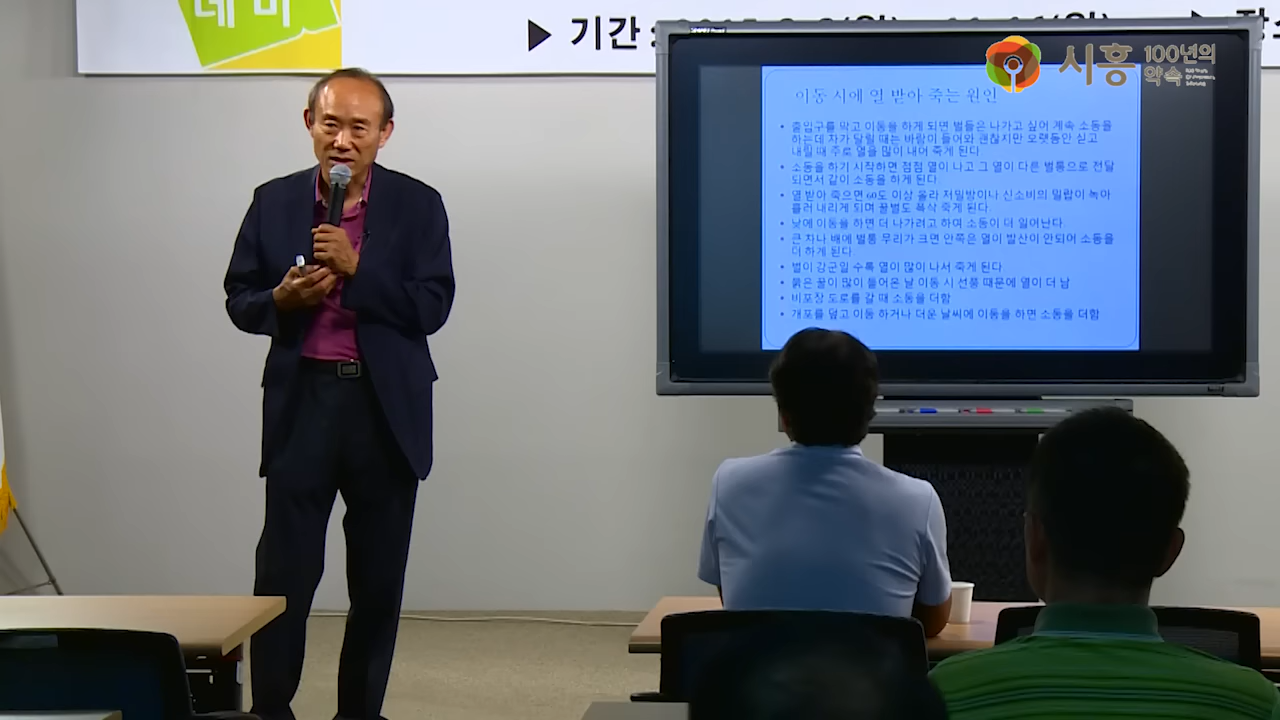 데미
▶ 기간 :
시흥
100년의
약속
이동 시에 열 받아 죽는 원인
• 출입구를 막고 이동을 하게 되면 벌들은 나가고 싶어 계속 소동을
하는데 차가 달릴 때는 바람이 들어와 괜찮지만 오랫동안 싣고
내릴 때 주로 열을 많이 내어 죽게 된다.
• 소동을 하기 시작하면 점점 열이 나고 그 열이 다른 벌통으로 전달
되면서 같이 소동을 하게 된다.
• 열 받아 죽으면 60도 이상 올라 저밀방이나 신소비의 밀랍이 녹아
흘러 내리게 되며 꿀벌도 폭삭 죽게 된다.
• 낮에 이동을 하면 더 나가려고 하여 소동이 더 일어난다.
• 큰 차나 배에 벌통 무리가 크면 안쪽은 열이 발산이 안되어 소동을
더 하게 된다.
• 벌이 강군일 수록 열이 많이 나서 죽게 된다
• 묽은 꿀이 많이 들어온 날 이동 시 선풍 때문에 열이 더 남
• 비포장 도로를 갈 때 소동을 더함
• 개포를 덮고 이동 하거나 더운 날씨에 이동을 하면 소동을 더함